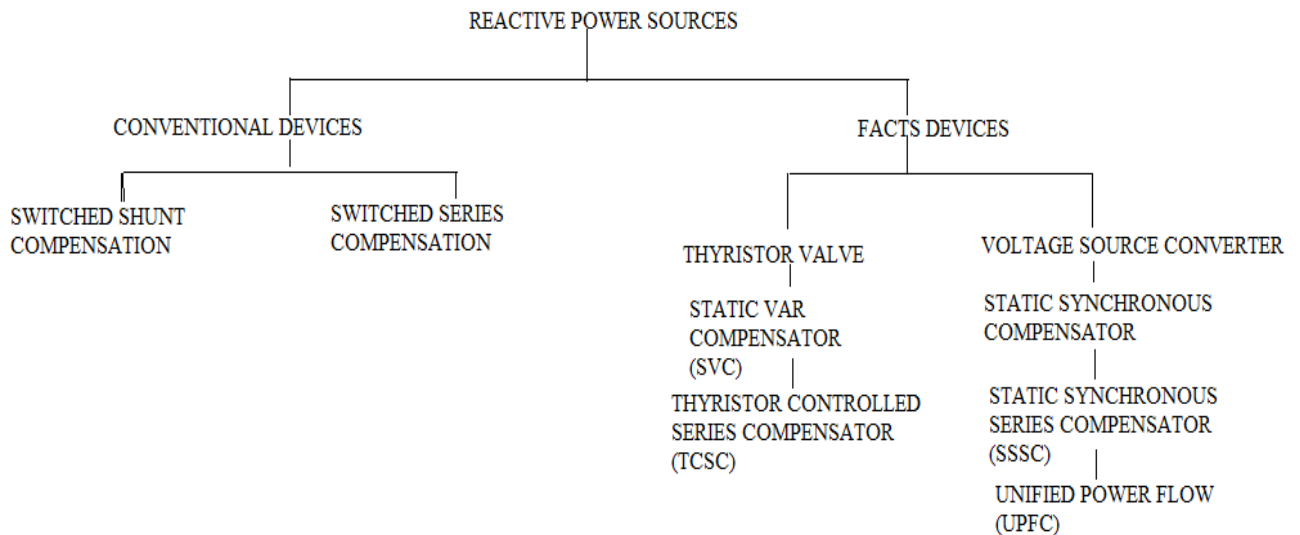 REACTIVE POWER SOURCES
CONVENTIONAL DEVICES
FACTS DEVICES
SWITCHED SHUNT
COMPENSATION
SWITCHED SERIES
COMPENSATION
THYRISTOR VALVE
STATIC VAR
COMPENSATOR
(SVC)
THYRISTOR CONTROLLED
SERIES COMPENSATOR
(TCSC)
VOLTAGE SOURCE CONVERTER
STATIC SYNCHRONOUS
COMPENSATOR
STATIC SYNCHRONOUS
SERIES COMPENSATOR
(SSSC)
UNIFIED POWER FLOW
(UPFC)